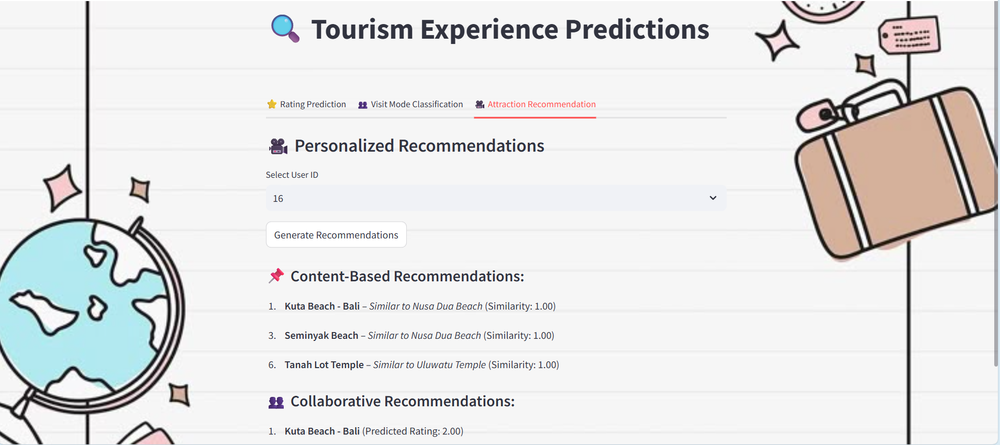 Tourism Experience Predictions
Rating Prediction
Visit Mode Classification
Attraction Recommendation
Personalized Recommendations
Select User ID
16
Generate Recommendations
Content-Based Recommendations:
1. Kuta Beach - Bali – Similar to Nusa Dua Beach (Similarity: 1.00)
3. Seminyak Beach – Similar to Nusa Dua Beach (Similarity: 1.00)
6. Tanah Lot Temple – Similar to Uluwatu Temple (Similarity: 1.00)
Collaborative Recommendations:
1. Kuta Beach - Bali (Predicted Rating: 2.00)